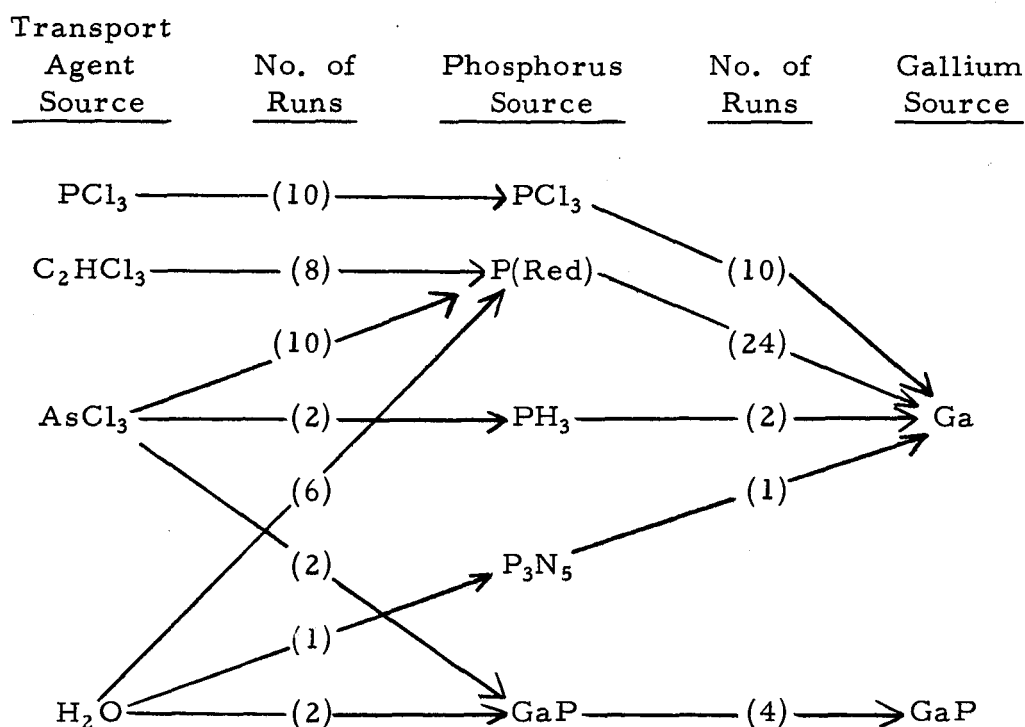 Transport
Agent No. of Phosphorus No. of Gallium
Source Runs Source Runs Source
PCl₃ (10) PCl₃
C₂HCl₃ (8) P(Red) (10)
(10) (24)
AsCl₃ (2) PH₃ (2) Ga
(6) (1)
(2) P₃N₅
(1)
H₂O (2) GaP (4) GaP